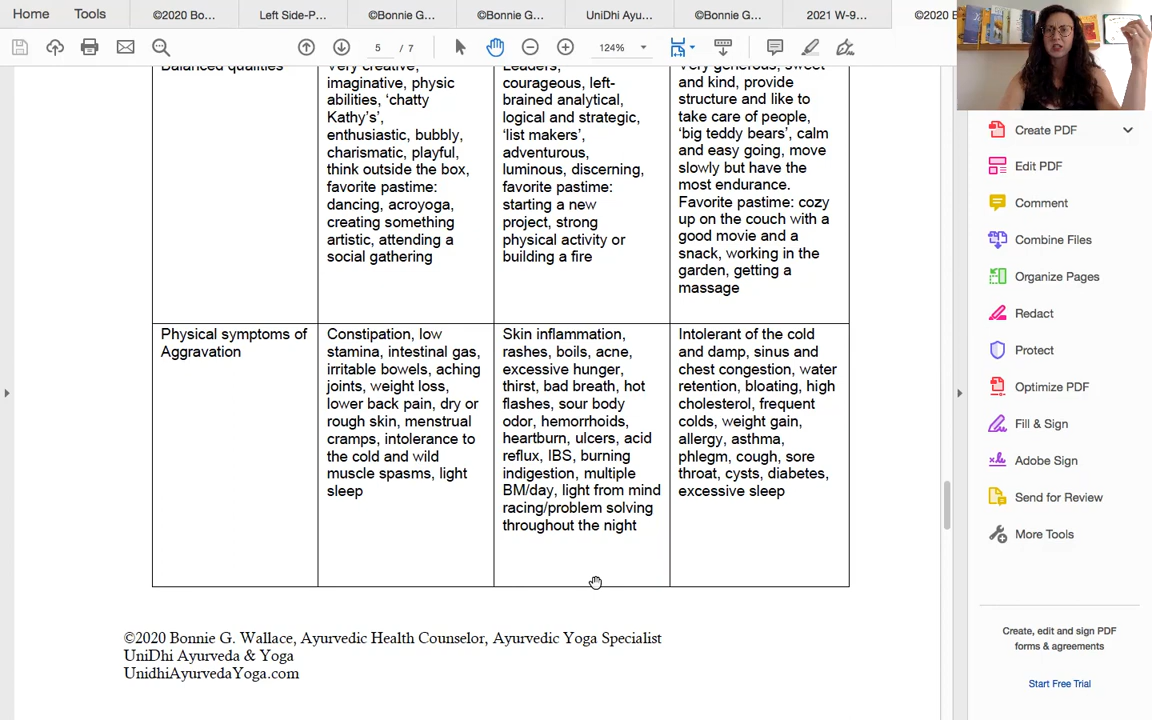 Home
Tools
©2020 Bo...
Left Side-P...
©Bonnie G...
©Bonnie G...
UniDhi Ayu...
©Bonnie G...
2021 W-9...
©2020 B
5 / 7
124%
Balanced qualities
Very creative,
imaginative, physic
abilities, ‘chatty
Kathy’s’,
enthusiastic, bubbly,
charismatic, playful,
think outside the box,
favorite pastime:
dancing, acroyoga,
creating something
artistic, attending a
social gathering
Leaders,
courageous, left-
brained analytical,
logical and strategic,
‘list makers’,
adventurous,
luminous, discerning,
favorite pastime:
starting a new
project, strong
physical activity or
building a fire
Very generous, sweet
and kind, provide
structure and like to
take care of people,
‘big teddy bears’, calm
and easy going, move
slowly but have the
most endurance.
Favorite pastime: cozy
up on the couch with a
good movie and a
snack, working in the
garden, getting a
massage
Physical symptoms of
Aggravation
Constipation, low
stamina, intestinal gas,
irritable bowels, aching
joints, weight loss,
lower back pain, dry or
rough skin, menstrual
cramps, intolerance to
the cold and wild
muscle spasms, light
sleep
Skin inflammation,
rashes, boils, acne,
excessive hunger,
thirst, bad breath, hot
flashes, sour body
odor, hemorrhoids,
heartburn, ulcers, acid
reflux, IBS, burning
indigestion, multiple
BM/day, light from mind
racing/problem solving
throughout the night
Intolerant of the cold
and damp, sinus and
chest congestion, water
retention, bloating, high
cholesterol, frequent
colds, weight gain,
allergy, asthma,
phlegm, cough, sore
throat, cysts, diabetes,
excessive sleep
©2020 Bonnie G. Wallace, Ayurvedic Health Counselor, Ayurvedic Yoga Specialist
UniDhi Ayurveda & Yoga
UnidhiAyurvedaYoga.com
Create PDF
Edit PDF
Comment
Combine Files
Organize Pages
Redact
Protect
Optimize PDF
Fill & Sign
Adobe Sign
Send for Review
More Tools
Create, edit and sign PDF
forms & agreements
Start Free Trial